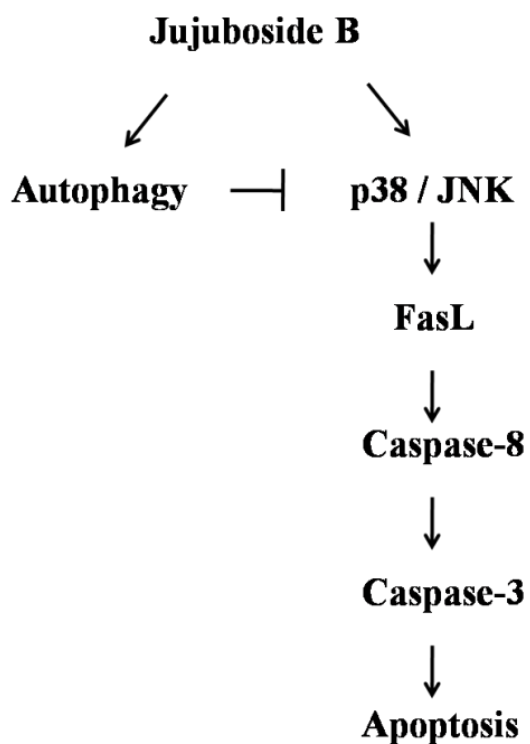 Jujuboside B
Autophagy
p38 / JNK
FasL
Caspase-8
Caspase-3
Apoptosis